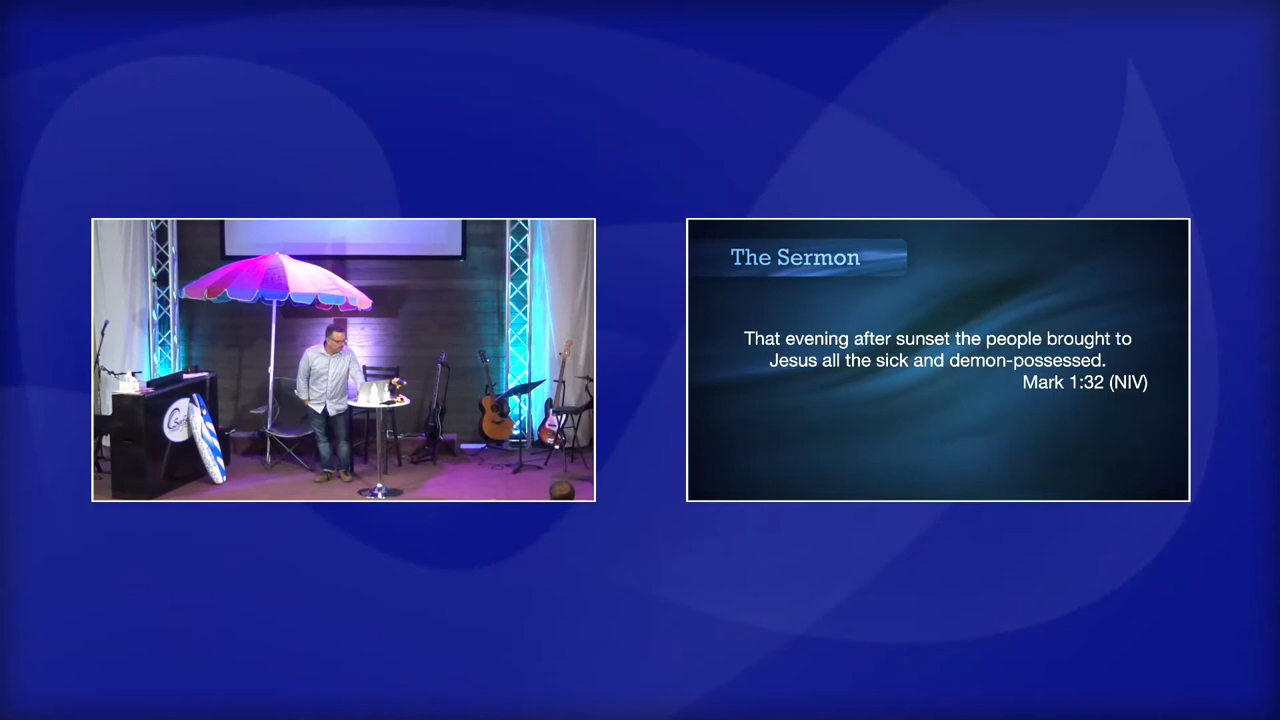 The Sermon
That evening after sunset the people brought to
Jesus all the sick and demon-possessed.
Mark 1:32 (NIV)